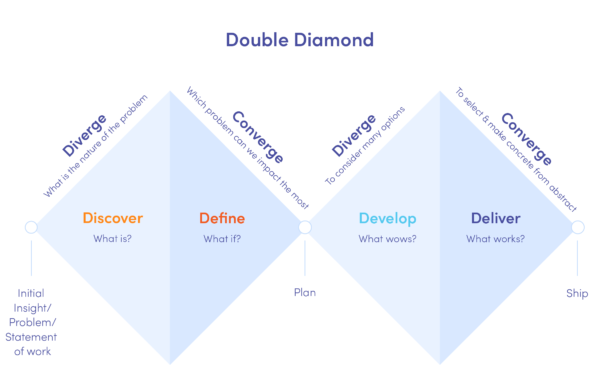 Double Diamond
Diverge
What is the nature of the problem
Converge
Which problem can we impact the most
Diverge
To consider many options
Converge
To select & make concrete from abstract
Discover
What is?
Define
What if?
Develop
What wows?
Deliver
What works?
Initial
Insight/
Problem/
Statement
of work
Plan
Ship